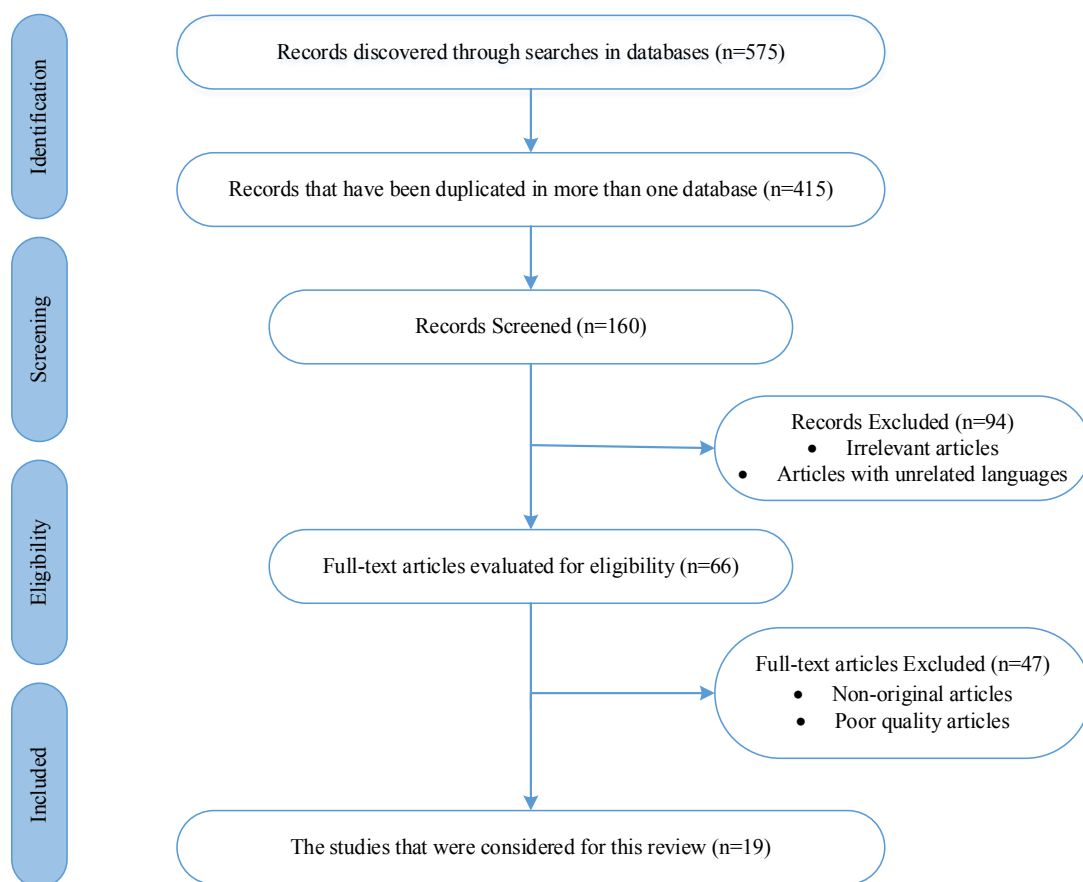 Identification
Records discovered through searches in databases (n=575)
Records that have been duplicated in more than one database (n=415)
Screening
Records Screened (n=160)
Records Excluded (n=94)
• Irrelevant articles
• Articles with unrelated languages
Eligibility
Full-text articles evaluated for eligibility (n=66)
Full-text articles Excluded (n=47)
• Non-original articles
• Poor quality articles
Included
The studies that were considered for this review (n=19)